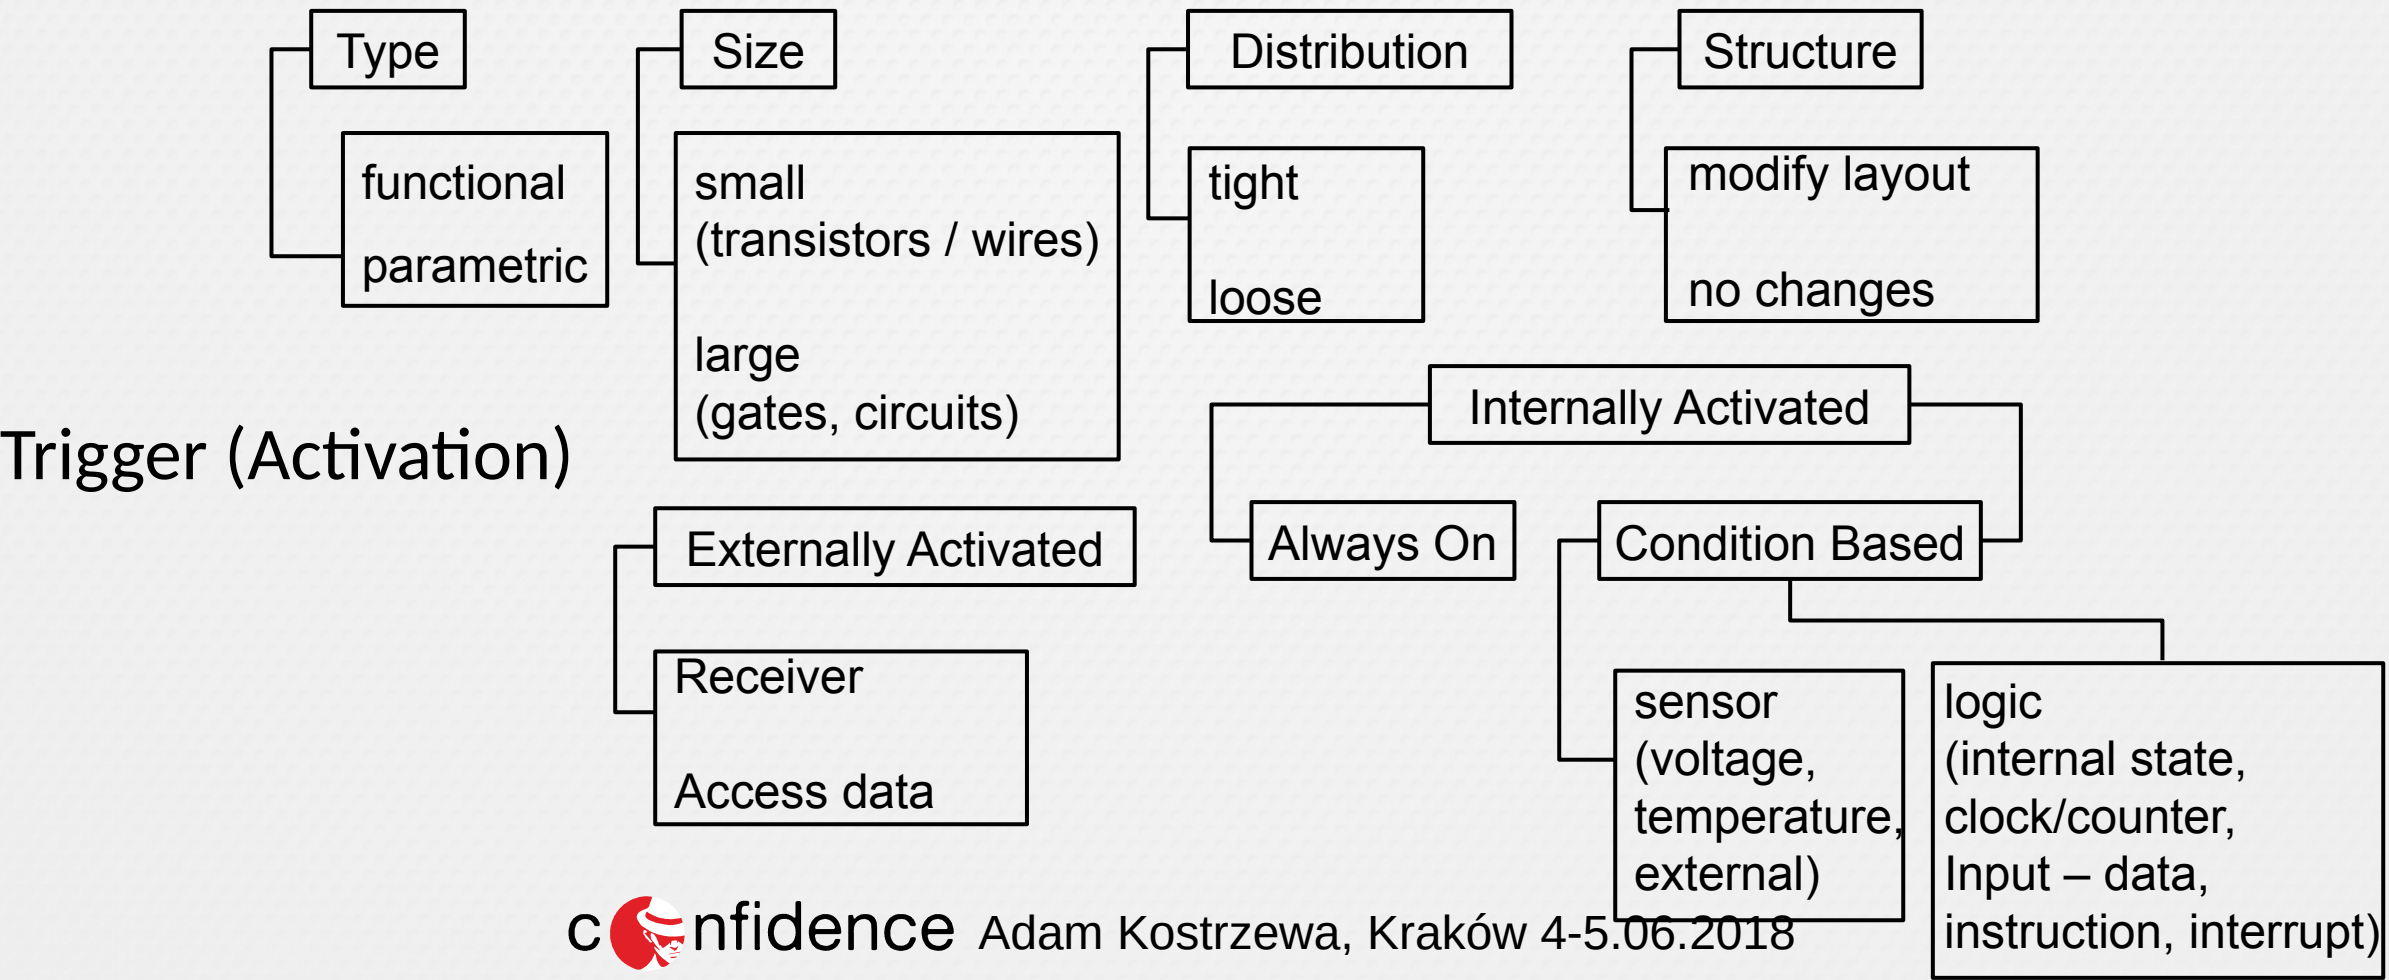 Type
functional
parametric
Size
small
(transistors / wires)
large
(gates, circuits)
Distribution
tight
loose
Structure
modify layout
no changes
Trigger (Activation)
Externally Activated
Receiver
Access data
Internally Activated
Always On
Condition Based
sensor
(voltage,
temperature,
external)
logic
(internal state,
clock/counter,
Input – data,
instruction, interrupt)
confidence Adam Kostrzewa, Kraków 4-5.06.2018